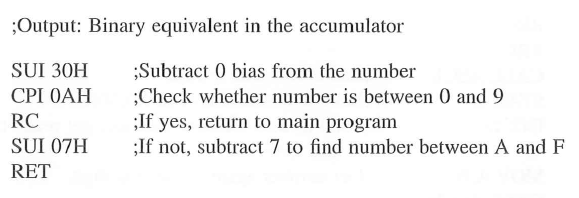 ;Output: Binary equivalent in the accumulator
SUI 30H ;Subtract 0 bias from the number
CPI 0AH ;Check whether number is between 0 and 9
RC ;If yes, return to main program
SUI 07H ;If not, subtract 7 to find number between A and F
RET